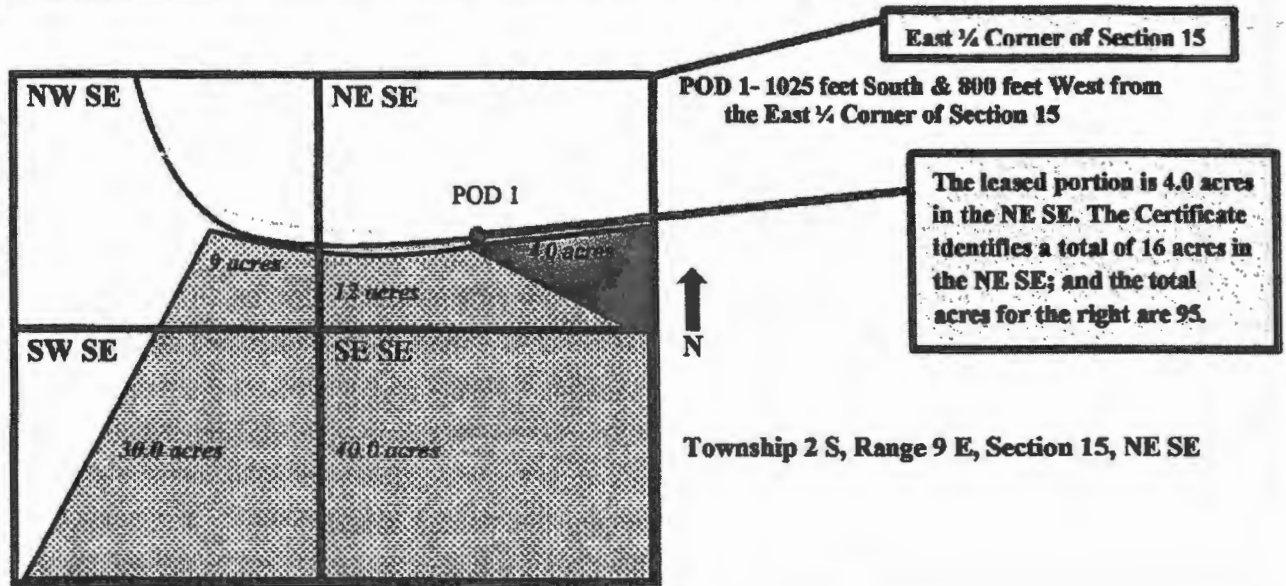 East ¼ Corner of Section 15
NW SE
NE SE
POD 1- 1025 feet South & 800 feet West from
the East ¼ Corner of Section 15
POD 1
The leased portion is 4.0 acres
in the NE SE. The Certificate
identifies a total of 16 acres in
the NE SE; and the total
acres for the right are 95.
4.0 acres
9 acres
12 acres
N
SW SE
SE SE
30.0 acres
40.0 acres
Township 2 S, Range 9 E, Section 15, NE SE